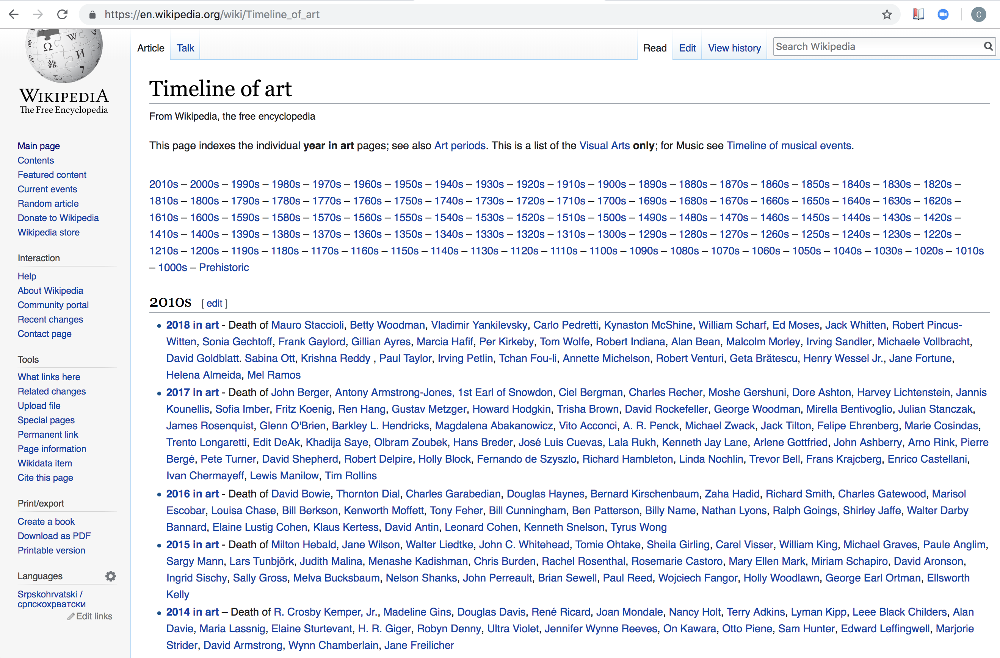 https://en.wikipedia.org/wiki/Timeline_of_art
C
Ω W И 維 7
WIKIPEDIA
The Free Encyclopedia
Main page
Contents
Featured content
Current events
Random article
Donate to Wikipedia
Wikipedia store
Interaction
Help
About Wikipedia
Community portal
Recent changes
Contact page
Tools
What links here
Related changes
Upload file
Special pages
Permanent link
Page information
Wikidata item
Cite this page
Print/export
Create a book
Download as PDF
Printable version
Languages
Srpskohrvatski /
српскохрватски
Edit links
Article Talk Read Edit View history Search Wikipedia
Timeline of art
From Wikipedia, the free encyclopedia
This page indexes the individual year in art pages; see also Art periods. This is a list of the Visual Arts only; for Music see Timeline of musical events.
2010s – 2000s – 1990s – 1980s – 1970s – 1960s – 1950s – 1940s – 1930s – 1920s – 1910s – 1900s – 1890s – 1880s – 1870s – 1860s – 1850s – 1840s – 1830s – 1820s –
1810s – 1800s – 1790s – 1780s – 1770s – 1760s – 1750s – 1740s – 1730s – 1720s – 1710s – 1700s – 1690s – 1680s – 1670s – 1660s – 1650s – 1640s – 1630s – 1620s –
1610s – 1600s – 1590s – 1580s – 1570s – 1560s – 1550s – 1540s – 1530s – 1520s – 1510s – 1500s – 1490s – 1480s – 1470s – 1460s – 1450s – 1440s – 1430s – 1420s –
1410s – 1400s – 1390s – 1380s – 1370s – 1360s – 1350s – 1340s – 1330s – 1320s – 1310s – 1300s – 1290s – 1280s – 1270s – 1260s – 1250s – 1240s – 1230s – 1220s –
1210s – 1200s – 1190s – 1180s – 1170s – 1160s – 1150s – 1140s – 1130s – 1120s – 1110s – 1100s – 1090s – 1080s – 1070s – 1060s – 1050s – 1040s – 1030s – 1020s – 1010s
– 1000s – Prehistoric
2010s [ edit ]
• 2018 in art - Death of Mauro Staccioli, Betty Woodman, Vladimir Yankilevsky, Carlo Pedretti, Kynaston McShine, William Scharf, Ed Moses, Jack Whitten, Robert Pincus-
Witten, Sonia Gechtoff, Frank Gaylord, Gillian Ayres, Marcia Hafif, Per Kirkeby, Tom Wolfe, Robert Indiana, Alan Bean, Malcolm Morley, Irving Sandler, Michaele Vollbracht,
David Goldblatt. Sabina Ott, Krishna Reddy , Paul Taylor, Irving Petlin, Tchan Fou-li, Annette Michelson, Robert Venturi, Geta Brătescu, Henry Wessel Jr., Jane Fortune,
Helena Almeida, Mel Ramos
• 2017 in art - Death of John Berger, Antony Armstrong-Jones, 1st Earl of Snowdon, Ciel Bergman, Charles Recher, Moshe Gershuni, Dore Ashton, Harvey Lichtenstein, Jannis
Kounellis, Sofia Imber, Fritz Koenig, Ren Hang, Gustav Metzger, Howard Hodgkin, Trisha Brown, David Rockefeller, George Woodman, Mirella Bentivoglio, Julian Stanczak,
James Rosenquist, Glenn O'Brien, Barkley L. Hendricks, Magdalena Abakanowicz, Vito Acconci, A. R. Penck, Michael Zwack, Jack Tilton, Felipe Ehrenberg, Marie Cosindas,
Trento Longaretti, Edit DeAk, Khadija Saye, Olbram Zoubek, Hans Breder, José Luis Cuevas, Lala Rukh, Kenneth Jay Lane, Arlene Gottfried, John Ashberry, Arno Rink, Pierre
Bergé, Pete Turner, David Shepherd, Robert Delpire, Holly Block, Fernando de Szyszlo, Richard Hambleton, Linda Nochlin, Trevor Bell, Frans Krajcberg, Enrico Castellani,
Ivan Chermayeff, Lewis Manilow, Tim Rollins
• 2016 in art - Death of David Bowie, Thornton Dial, Charles Garabedian, Douglas Haynes, Bernard Kirschenbaum, Zaha Hadid, Richard Smith, Charles Gatewood, Marisol
Escobar, Louisa Chase, Bill Berkson, Kenworth Moffett, Tony Feher, Bill Cunningham, Ben Patterson, Billy Name, Nathan Lyons, Ralph Goings, Shirley Jaffe, Walter Darby
Bannard, Elaine Lustig Cohen, Klaus Kertess, David Antin, Leonard Cohen, Kenneth Snelson, Tyrus Wong
• 2015 in art - Death of Milton Hebald, Jane Wilson, Walter Liedtke, John C. Whitehead, Tomie Ohtake, Sheila Girling, Carel Visser, William King, Michael Graves, Paule Anglim,
Sargy Mann, Lars Tunbjörk, Judith Malina, Menashe Kadishman, Chris Burden, Rachel Rosenthal, Rosemarie Castoro, Mary Ellen Mark, Miriam Schapiro, David Aronson,
Ingrid Sischy, Sally Gross, Melva Bucksbaum, Nelson Shanks, John Perreault, Brian Sewell, Paul Reed, Wojciech Fangor, Holly Woodlawn, George Earl Ortman, Ellsworth
Kelly
• 2014 in art – Death of R. Crosby Kemper, Jr., Madeline Gins, Douglas Davis, René Ricard, Joan Mondale, Nancy Holt, Terry Adkins, Lyman Kipp, Leee Black Childers, Alan
Davie, Maria Lassnig, Elaine Sturtevant, H. R. Giger, Robyn Denny, Ultra Violet, Jennifer Wynne Reeves, On Kawara, Otto Piene, Sam Hunter, Edward Leffingwell, Marjorie
Strider, David Armstrong, Wynn Chamberlain, Jane Freilicher